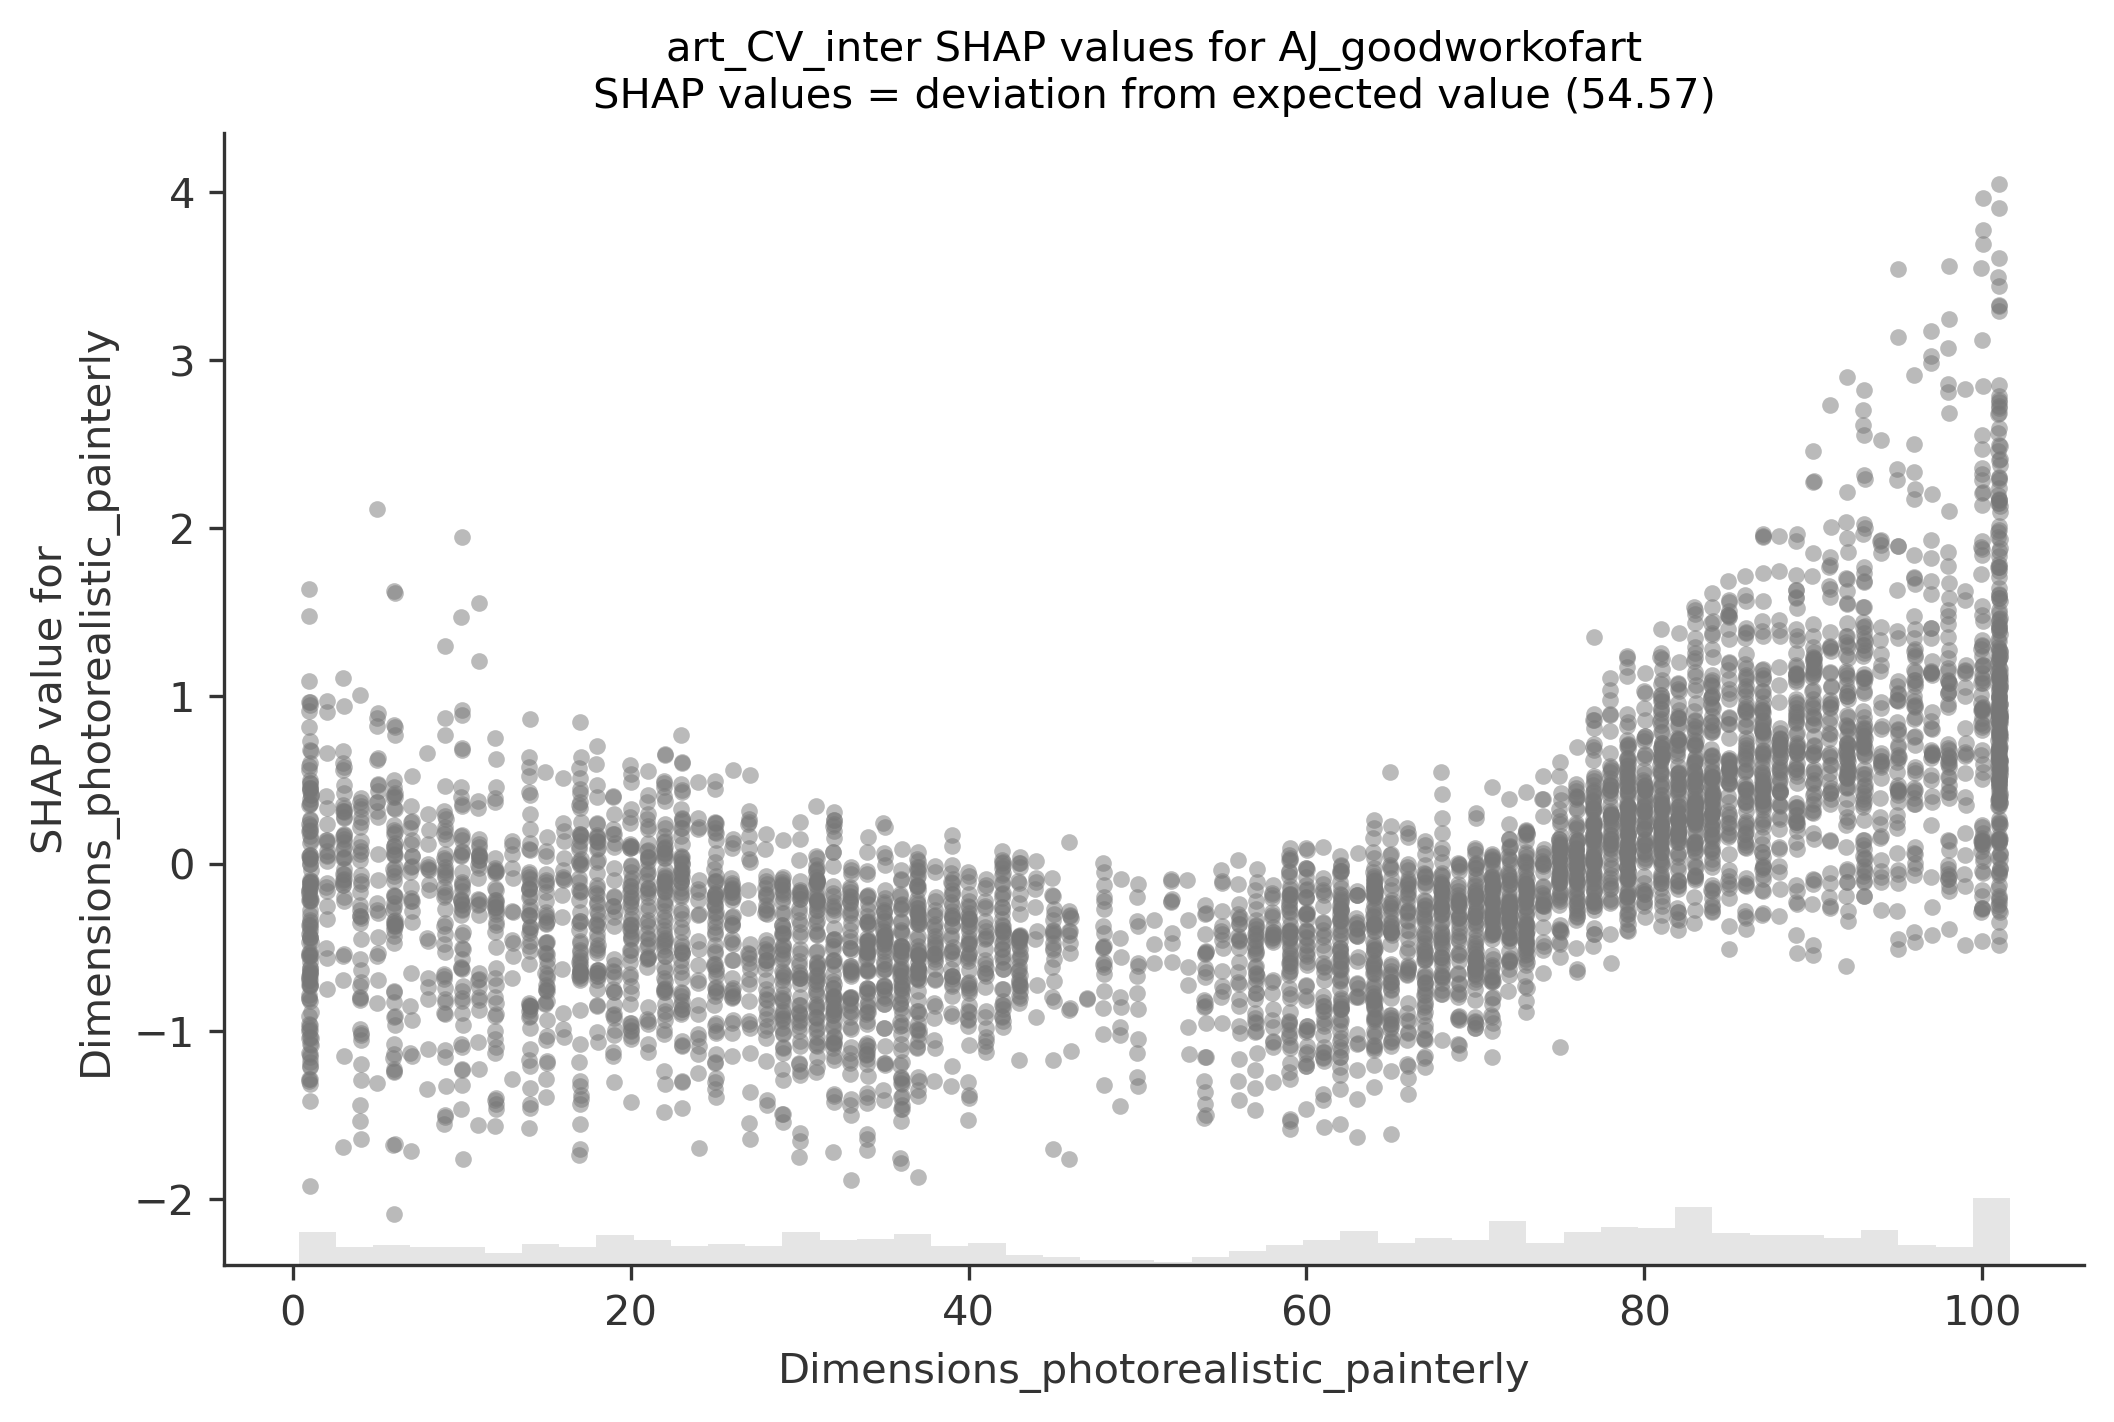 art_CV_inter SHAP values for AJ_goodworkofart
SHAP values = deviation from expected value (54.57)
SHAP value for
Dimensions_photorealistic_painterly
4
3
2
1
0
−1
−2
0
20
40
60
80
100
Dimensions_photorealistic_painterly